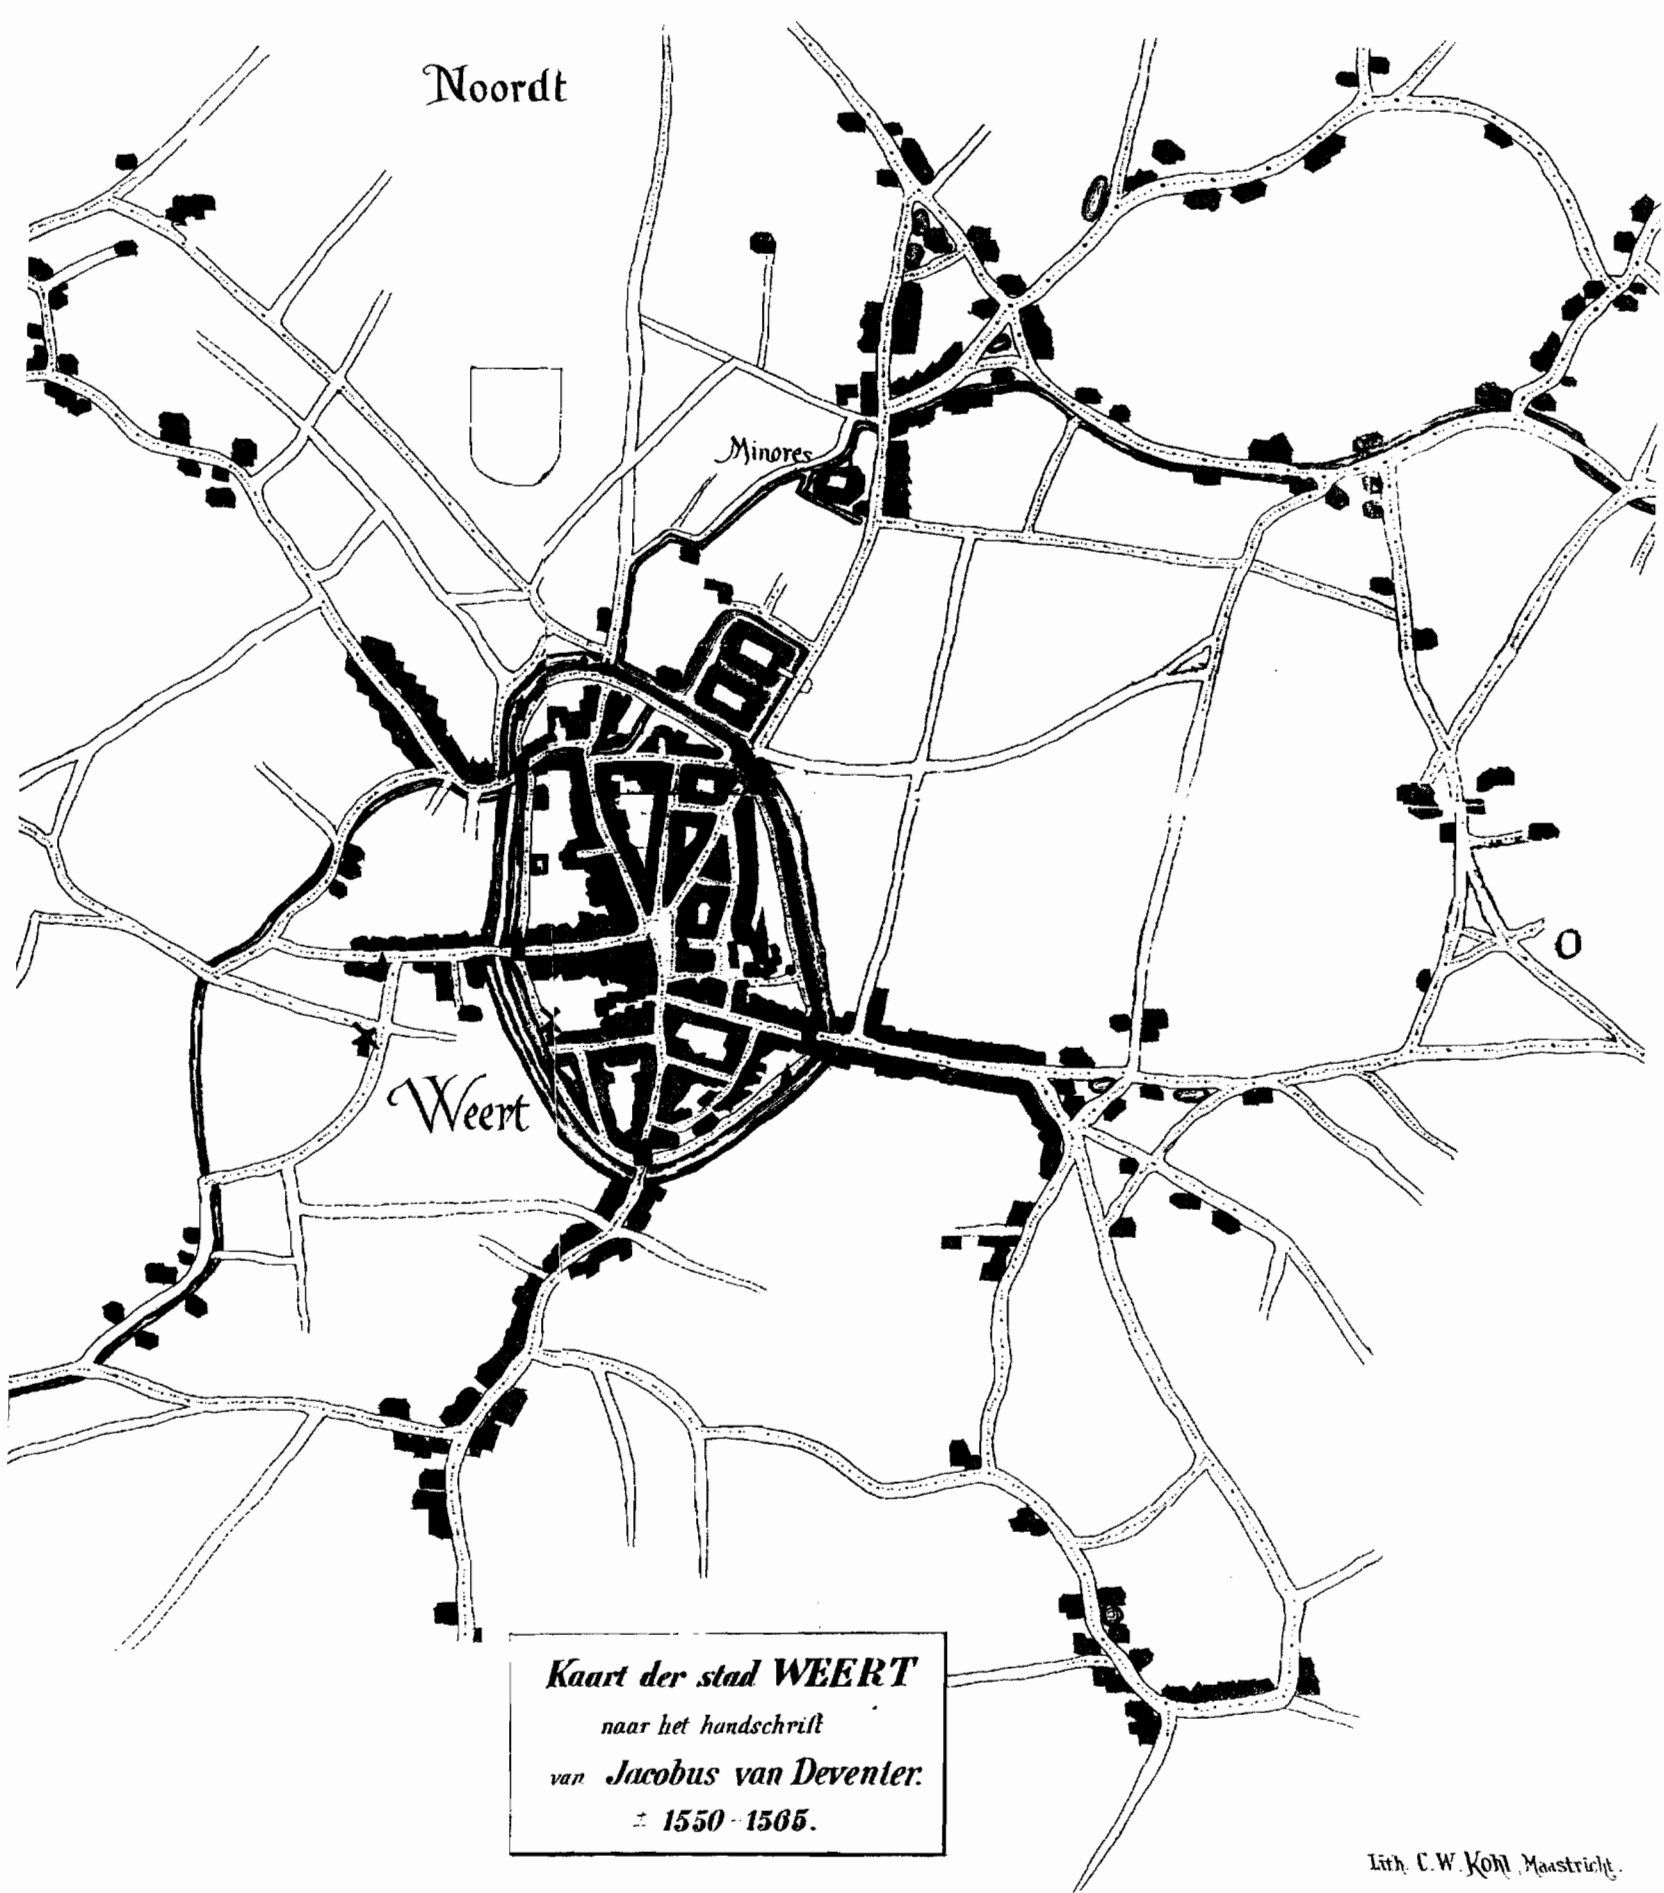 Noordt
Minores
O
Weert
Kaart der stad WEERT
naar het handschrift
van Jacobus van Deventer.
± 1550-1565.
Lith. C.W. Kohl, Maastricht.